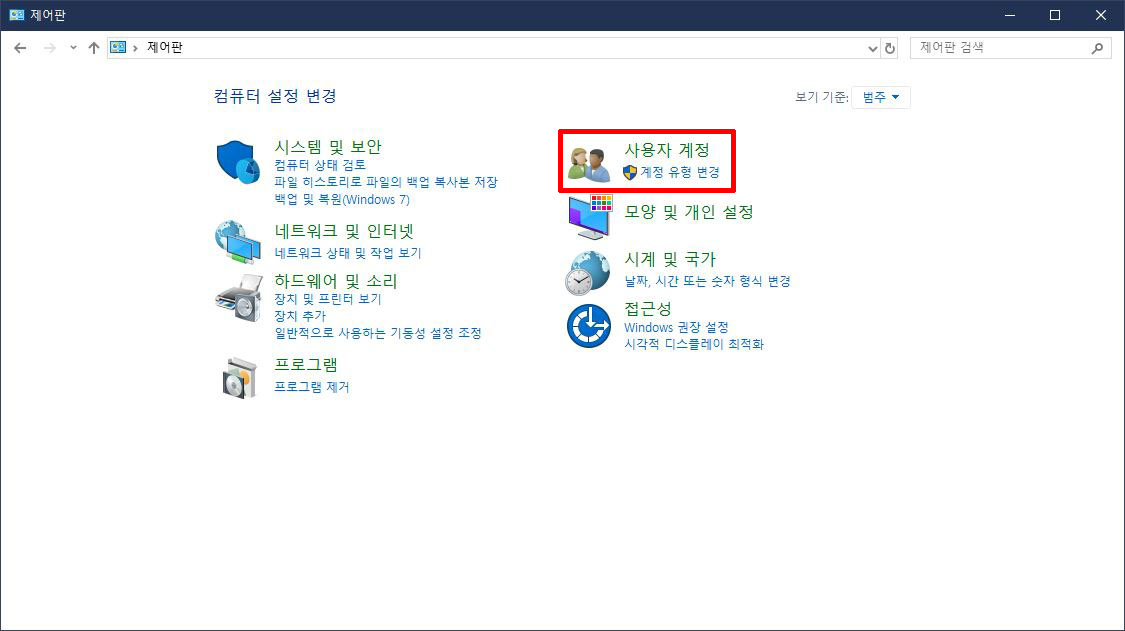 제어판
제어판
제어판 검색
컴퓨터 설정 변경
보기 기준: 범주
시스템 및 보안
컴퓨터 상태 검토
파일 히스토리로 파일의 백업 복사본 저장
백업 및 복원(Windows 7)
네트워크 및 인터넷
네트워크 상태 및 작업 보기
하드웨어 및 소리
장치 및 프린터 보기
장치 추가
일반적으로 사용하는 기동성 설정 조정
프로그램
프로그램 제거
사용자 계정
계정 유형 변경
모양 및 개인 설정
시계 및 국가
날짜, 시간 또는 숫자 형식 변경
접근성
Windows 권장 설정
시각적 디스플레이 최적화